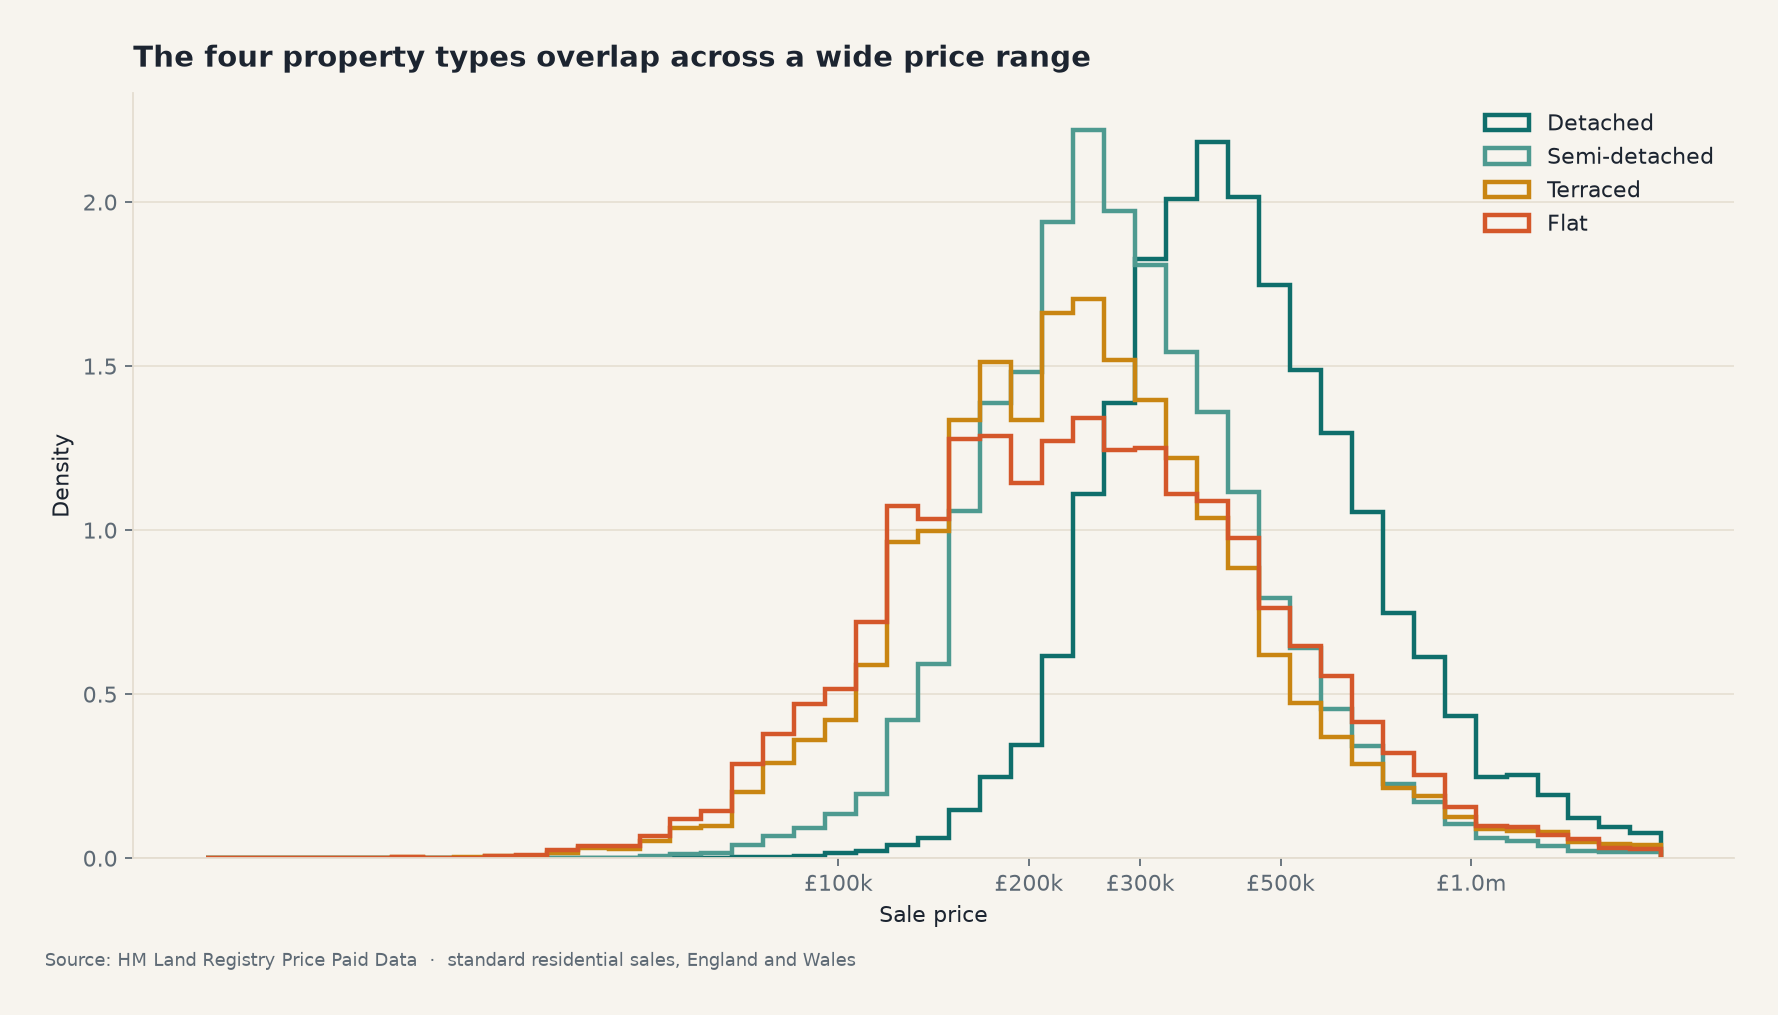 The four property types overlap across a wide price range
Detached
Semi-detached
Terraced
Flat
Density
2.0
1.5
1.0
0.5
0.0
£100k
£200k
£300k
£500k
£1.0m
Sale price
Source: HM Land Registry Price Paid Data · standard residential sales, England and Wales